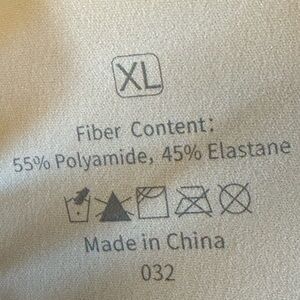 XL
Fiber Content:
55% Polyamide, 45% Elastane
Made in China
032